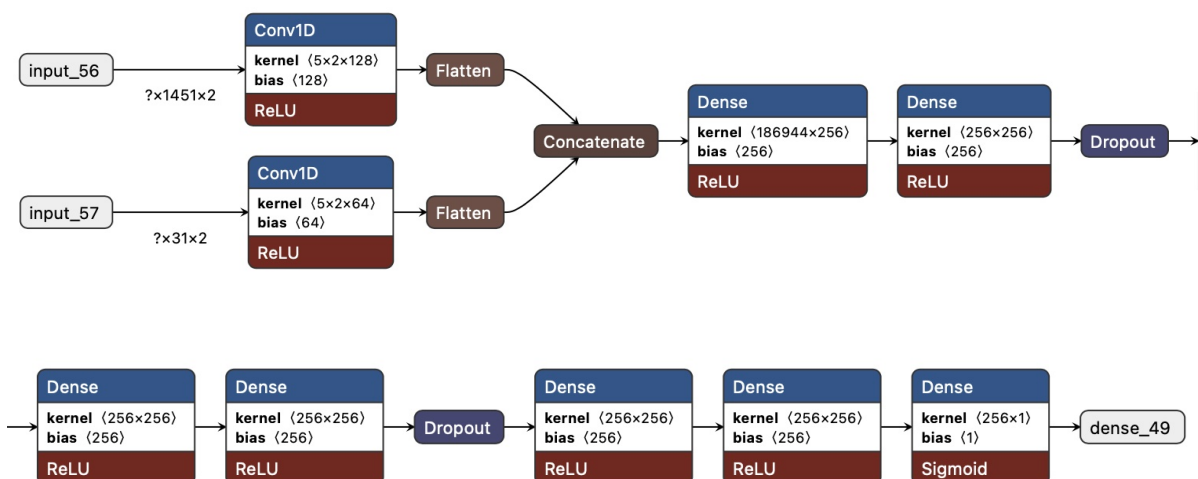 input_56
?×1451×2
Conv1D
kernel ⟨5×2×128⟩
bias ⟨128⟩
ReLU
Flatten
input_57
?×31×2
Conv1D
kernel ⟨5×2×64⟩
bias ⟨64⟩
ReLU
Flatten
Concatenate
Dense
kernel ⟨186944×256⟩
bias ⟨256⟩
ReLU
Dense
kernel ⟨256×256⟩
bias ⟨256⟩
ReLU
Dropout
Dense
kernel ⟨256×256⟩
bias ⟨256⟩
ReLU
Dense
kernel ⟨256×256⟩
bias ⟨256⟩
ReLU
Dropout
Dense
kernel ⟨256×256⟩
bias ⟨256⟩
ReLU
Dense
kernel ⟨256×256⟩
bias ⟨256⟩
ReLU
Dense
kernel ⟨256×1⟩
bias ⟨1⟩
Sigmoid
dense_49